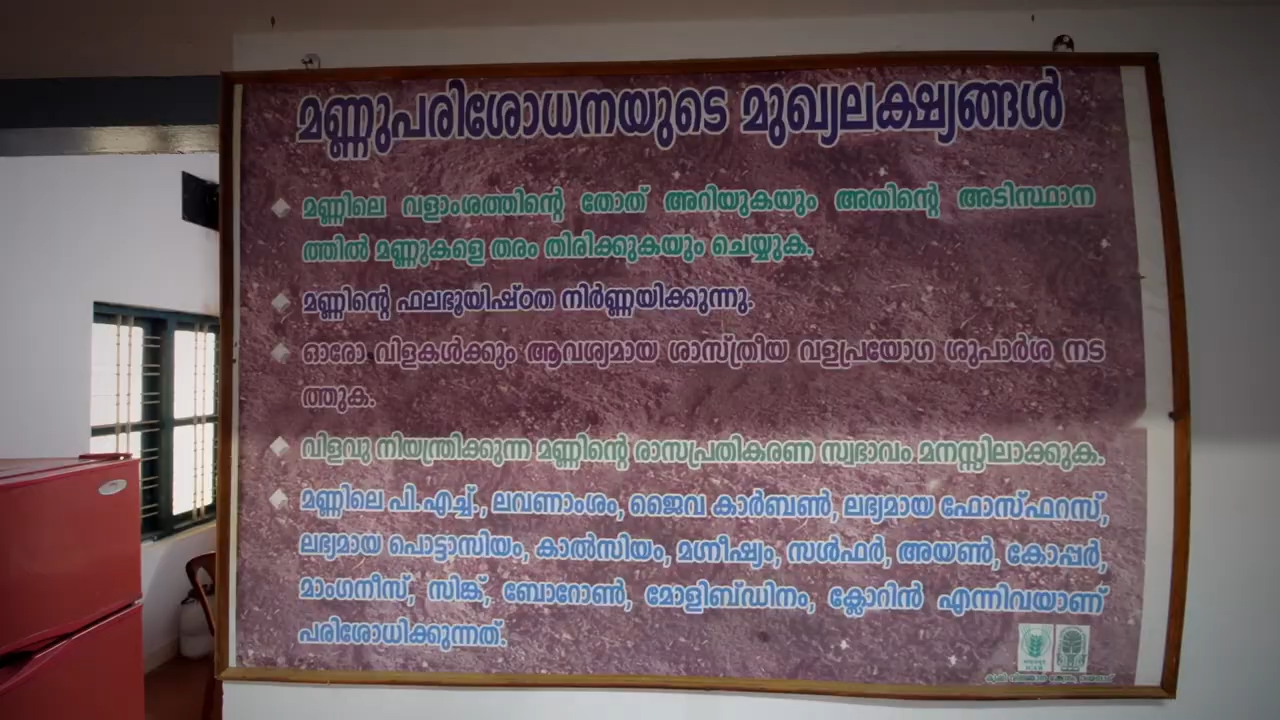 മണ്ണുപരിശോധനയുടെ മുഖ്യലക്ഷ്യങ്ങൾ
മണ്ണിലെ വളാംശത്തിന്റെ തോത് അറിയുകയും അതിന്റെ അടിസ്ഥാന
ത്തിൽ മണ്ണുകളെ തരം തിരിക്കുകയും ചെയ്യുക.
മണ്ണിന്റെ ഫലഭൂയിഷ്ഠത നിർണ്ണയിക്കുന്നു.
ഓരോ വിളകൾക്കും ആവശ്യമായ ശാസ്ത്രീയ വളപ്രയോഗ ശുപാർശ നട
ത്തുക.
വിളവു നിയന്ത്രിക്കുന്ന മണ്ണിന്റെ രാസപ്രതികരണ സ്വഭാവം മനസ്സിലാക്കുക.
മണ്ണിലെ പി.എച്ച്., ലവണാംശം, ജൈവ കാർബൺ, ലഭ്യമായ ഫോസ്ഫറസ്,
ലഭ്യമായ പൊട്ടാസിയം, കാൽസിയം, മഗ്നീഷ്യം, സൾഫർ, അയൺ, കോപ്പർ,
മാംഗനീസ്, സിങ്ക്, ബോറോൺ, മോളിബ്ഡിനം, ക്ലോറിൻ എന്നിവയാണ്
പരിശോധിക്കുന്നത്.
ICAR